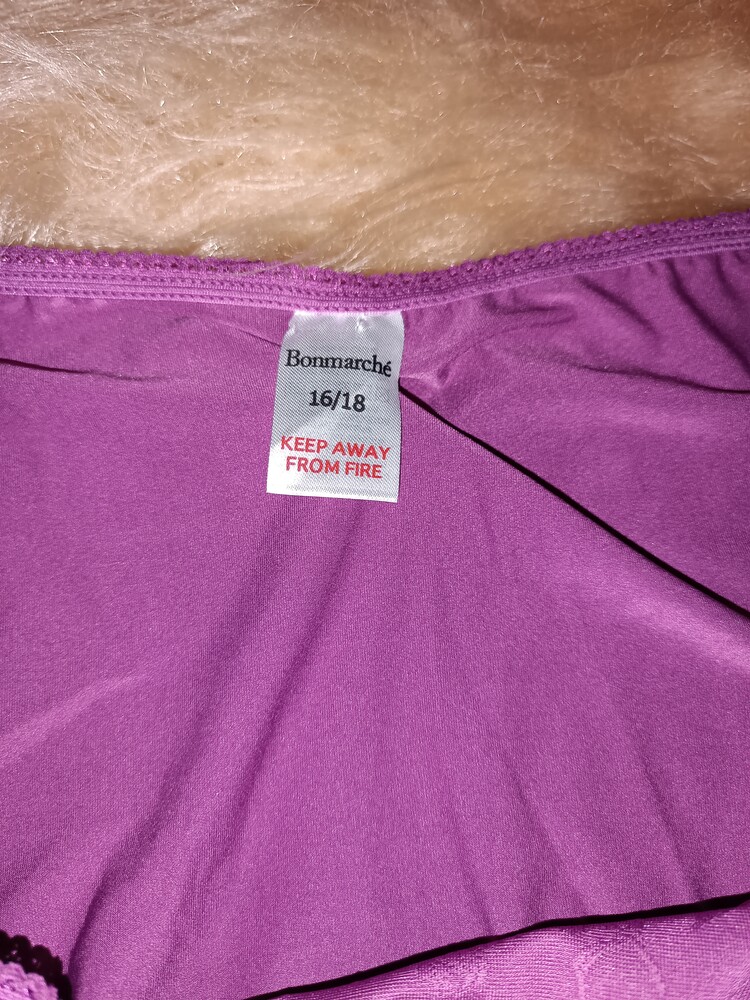 Bonmarché
16/18
KEEP AWAY
FROM FIRE